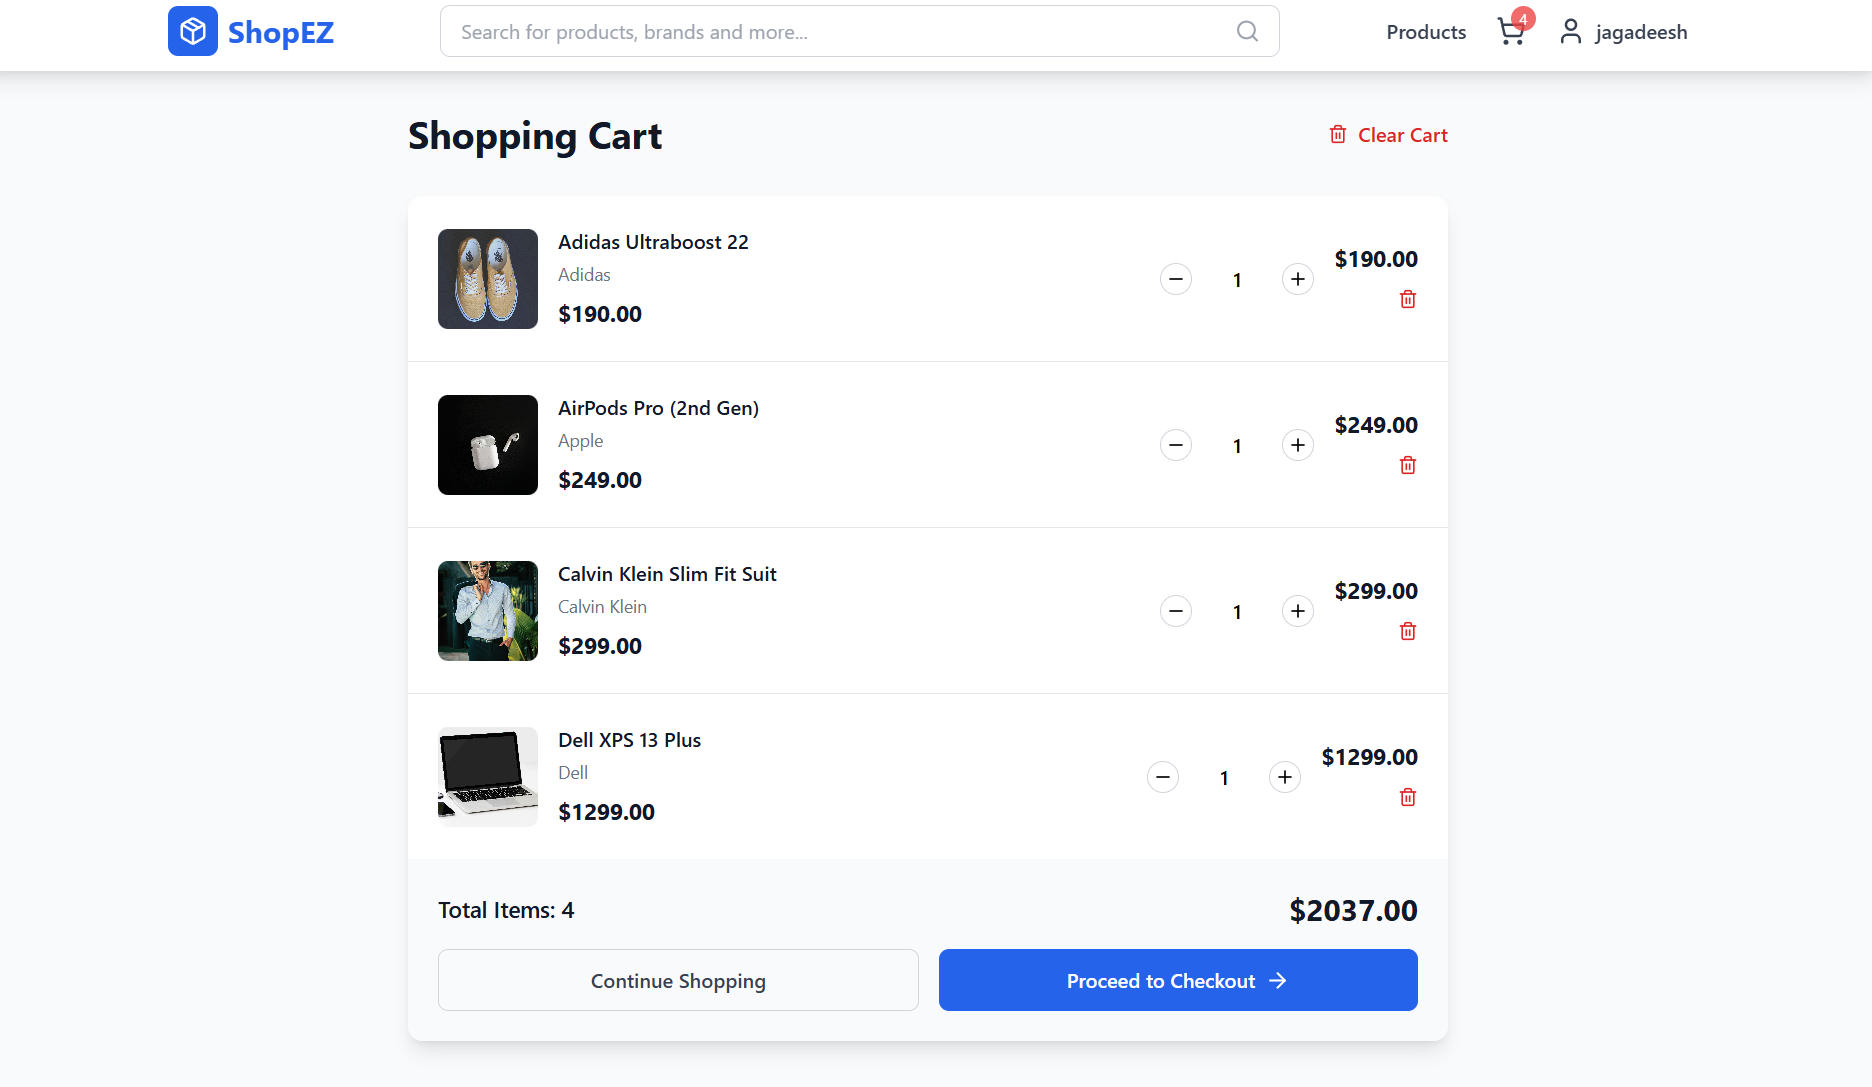 ShopEZ
Search for products, brands and more...
Products
4
jagadeesh
Shopping Cart
Clear Cart
Adidas Ultraboost 22
Adidas
$190.00
1
$190.00
AirPods Pro (2nd Gen)
Apple
$249.00
1
$249.00
Calvin Klein Slim Fit Suit
Calvin Klein
$299.00
1
$299.00
Dell XPS 13 Plus
Dell
$1299.00
1
$1299.00
Total Items: 4
$2037.00
Continue Shopping
Proceed to Checkout